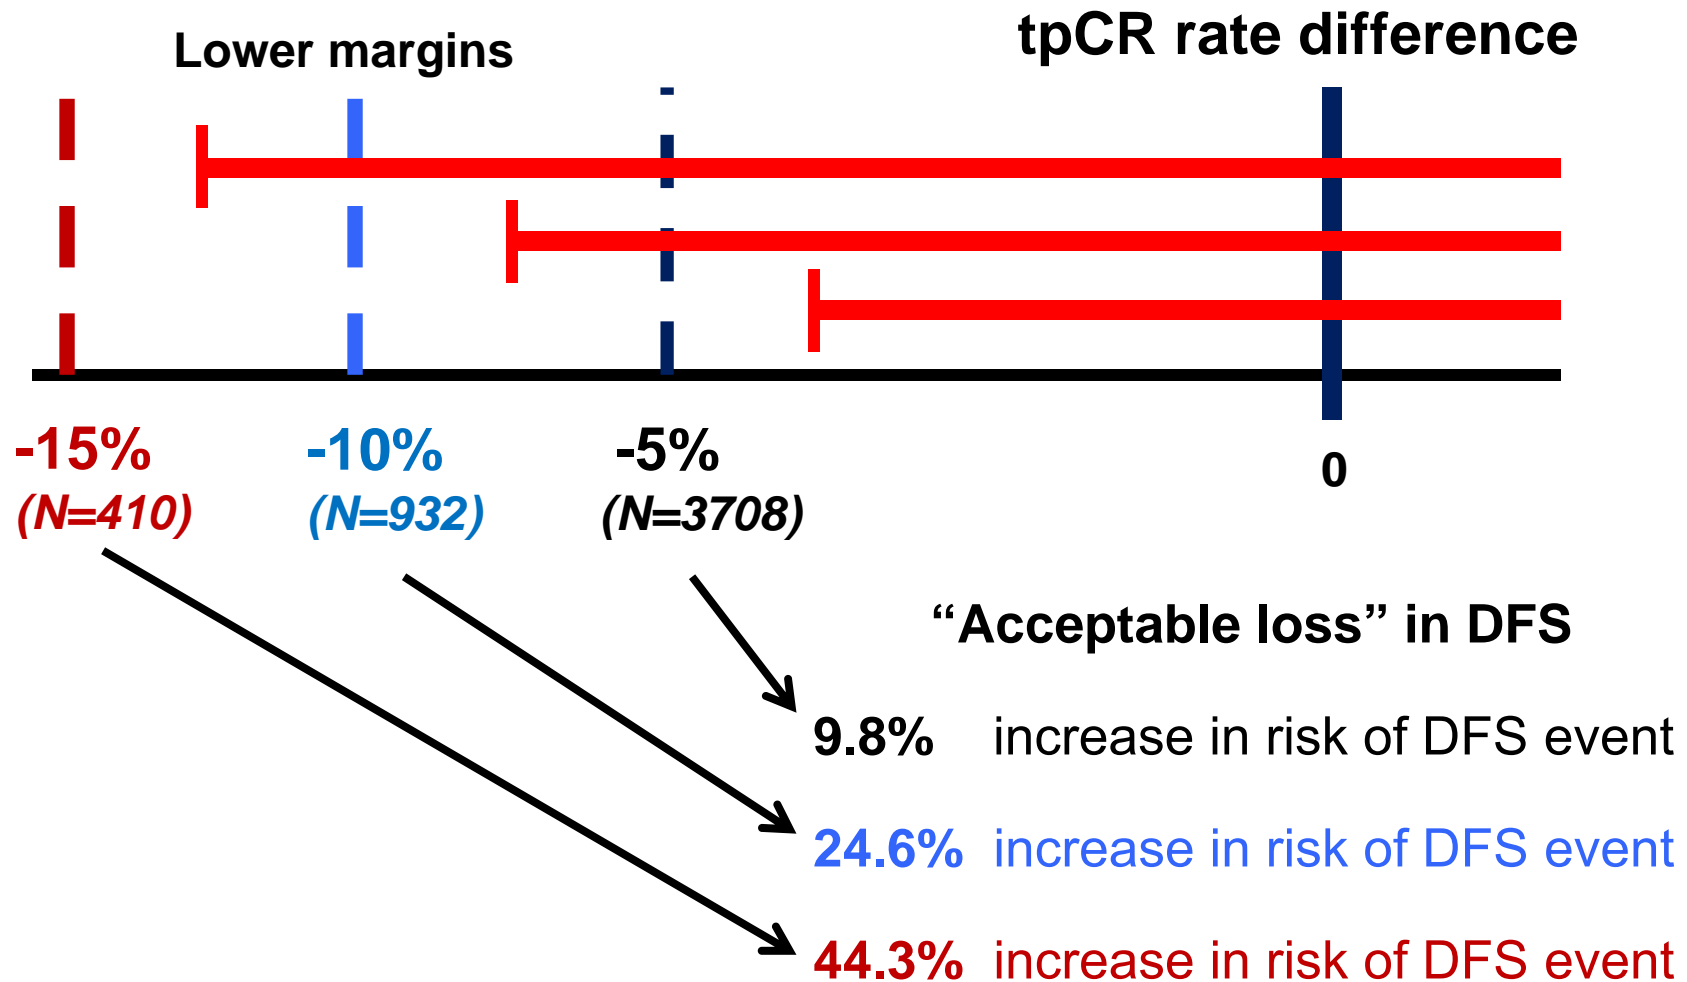 Lower margins
tpCR rate difference
-15%
-10%
-5%
0
(N=410)
(N=932)
(N=3708)
“Acceptable loss” in DFS
9.8% increase in risk of DFS event
24.6% increase in risk of DFS event
44.3% increase in risk of DFS event